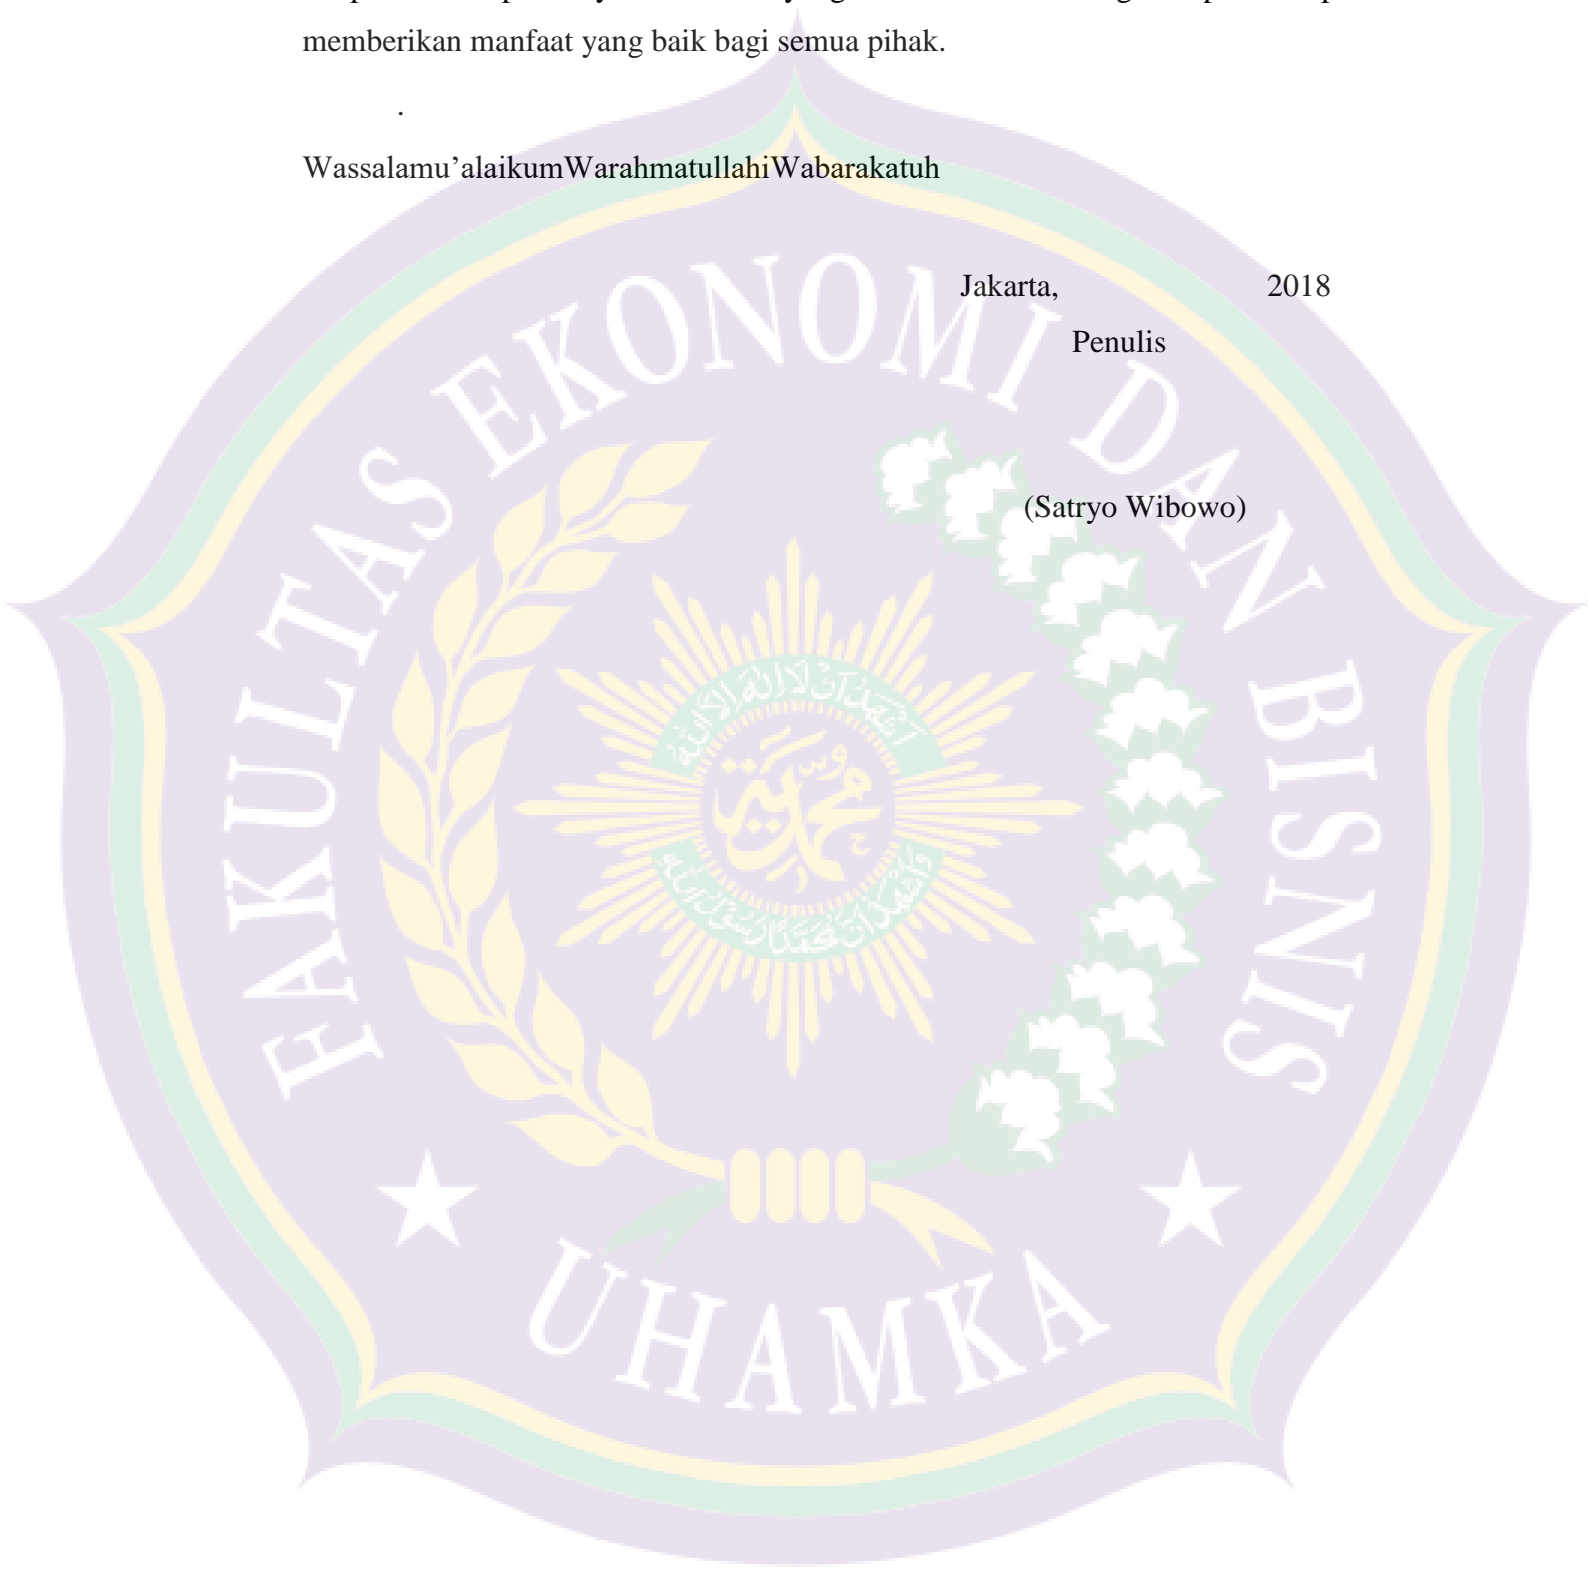 memberikan manfaat yang baik bagi semua pihak.
.
Wassalamu’alaikumWarahmatullahiWabarakatuh
Jakarta, 2018
Penulis
(Satryo Wibowo)
FAKULTAS EKONOMI DAN BISNIS
UHAMKA